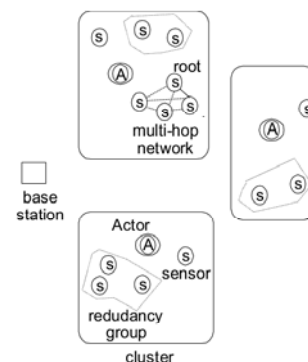 s s s
A
root
s
s s
s
multi-hop
network
s
A
s
s
base
station
Actor
A
s
s
sensor
s s
redudancy
group
cluster